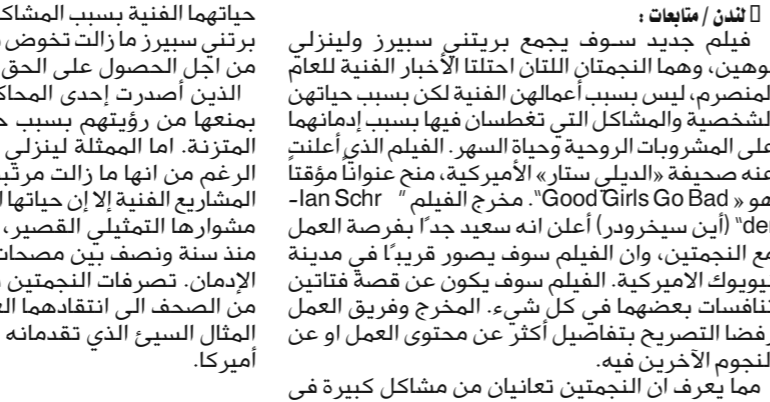 لندن / متابعات :
فيلم جديد سوف يجمع بريتني سبيرز ولينزلي
لوهين، وهما النجمتان اللتان احتلتا الأخبار الفنية للعام
المنصرم، ليس بسبب أعمالهن الفنية لكن بسبب حياتهن
الشخصية والمشاكل التي تغطسان فيها بسبب إدمانهما
على المشروبات الروحية وحياة السهر. الفيلم الذي أعلنت
عنه صحيفة «الديلي ستار» الأميركية، منح عنواناً مؤقتاً
هو « Good Girls Go Bad". مخرج الفيلم " Ian Schr-
der" (أين سيخرودر) أعلن انه سعيد جدًا بفرصة العمل
مع النجمتين، وان الفيلم سوف يصور قريبًا في مدينة
نيويوك الاميركية. الفيلم سوف يكون عن قصة فتاتين
تنافسات بعضهما في كل شيء. المخرج وفريق العمل
رفضا التصريح بتفاصيل أكثر عن محتوى العمل او عن
النجوم الآخرين فيه.
مما يعرف ان النجمتين تعانيان من مشاكل كبيرة في
حياتهما الفنية بسبب
برتني سبيرز ما زالت تخوض
من اجل الحصول على الحق
الذين أصدرت إحدى
بمنعها من رؤيتهم بسبب
المتزنة. اما الممثلة لينزلي
الرغم من انها ما زالت
المشاريع الفنية إلا إن حياتها
مشوارها التمثيلي القصير،
منذ سنة ونصف بين مصحات
الإدمان. تصرفات النجمتين
من الصحف الى انتقادهما
المثال السيئ الذي تقدمانه
أميركا.